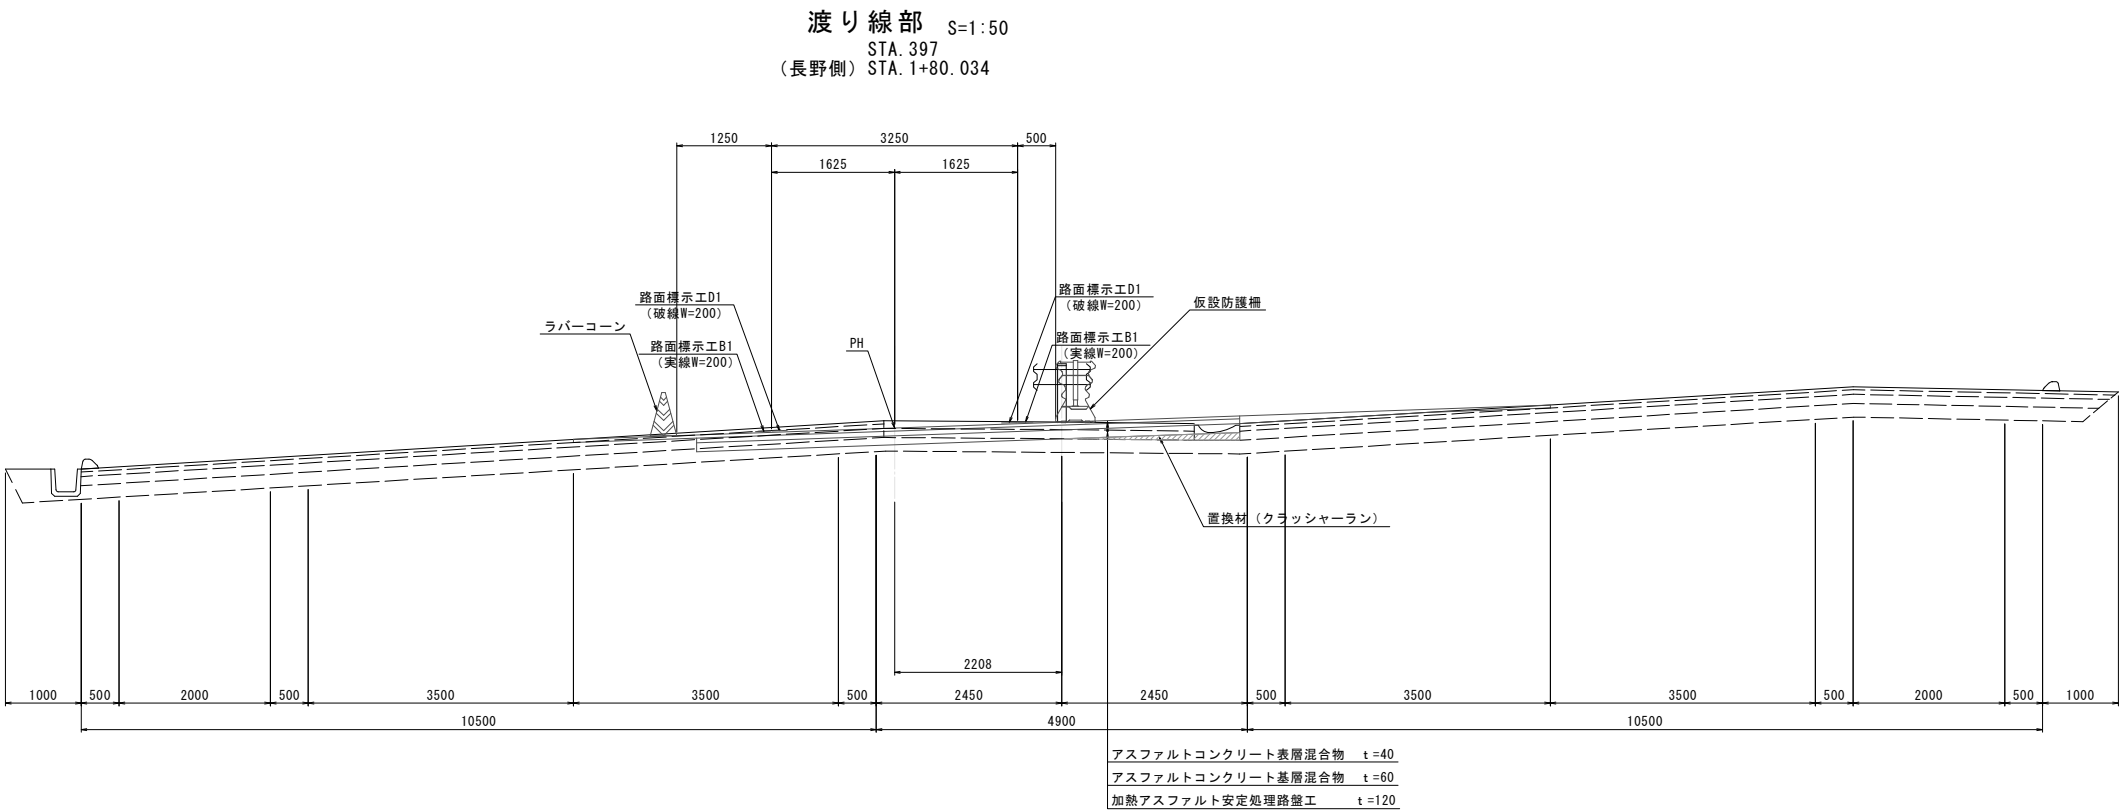 渡り線部 S=1:50
STA.397
(長野側) STA.1+80.034
1250 3250 500
1625 1625
路面標示工D1
(破線W=200)
ラバーコーン
路面標示工B1
(実線W=200)
PH
路面標示工D1
(破線W=200)
路面標示工B1
(実線W=200)
仮設防護柵
置換材(クラッシャーラン)
2208
1000 500 2000 500 3500 3500 500 2450 2450 500 3500 3500 500 2000 500 1000
10500 4900 10500
アスファルトコンクリート表層混合物 t=40
アスファルトコンクリート基層混合物 t=60
加熱アスファルト安定処理路盤工 t=120